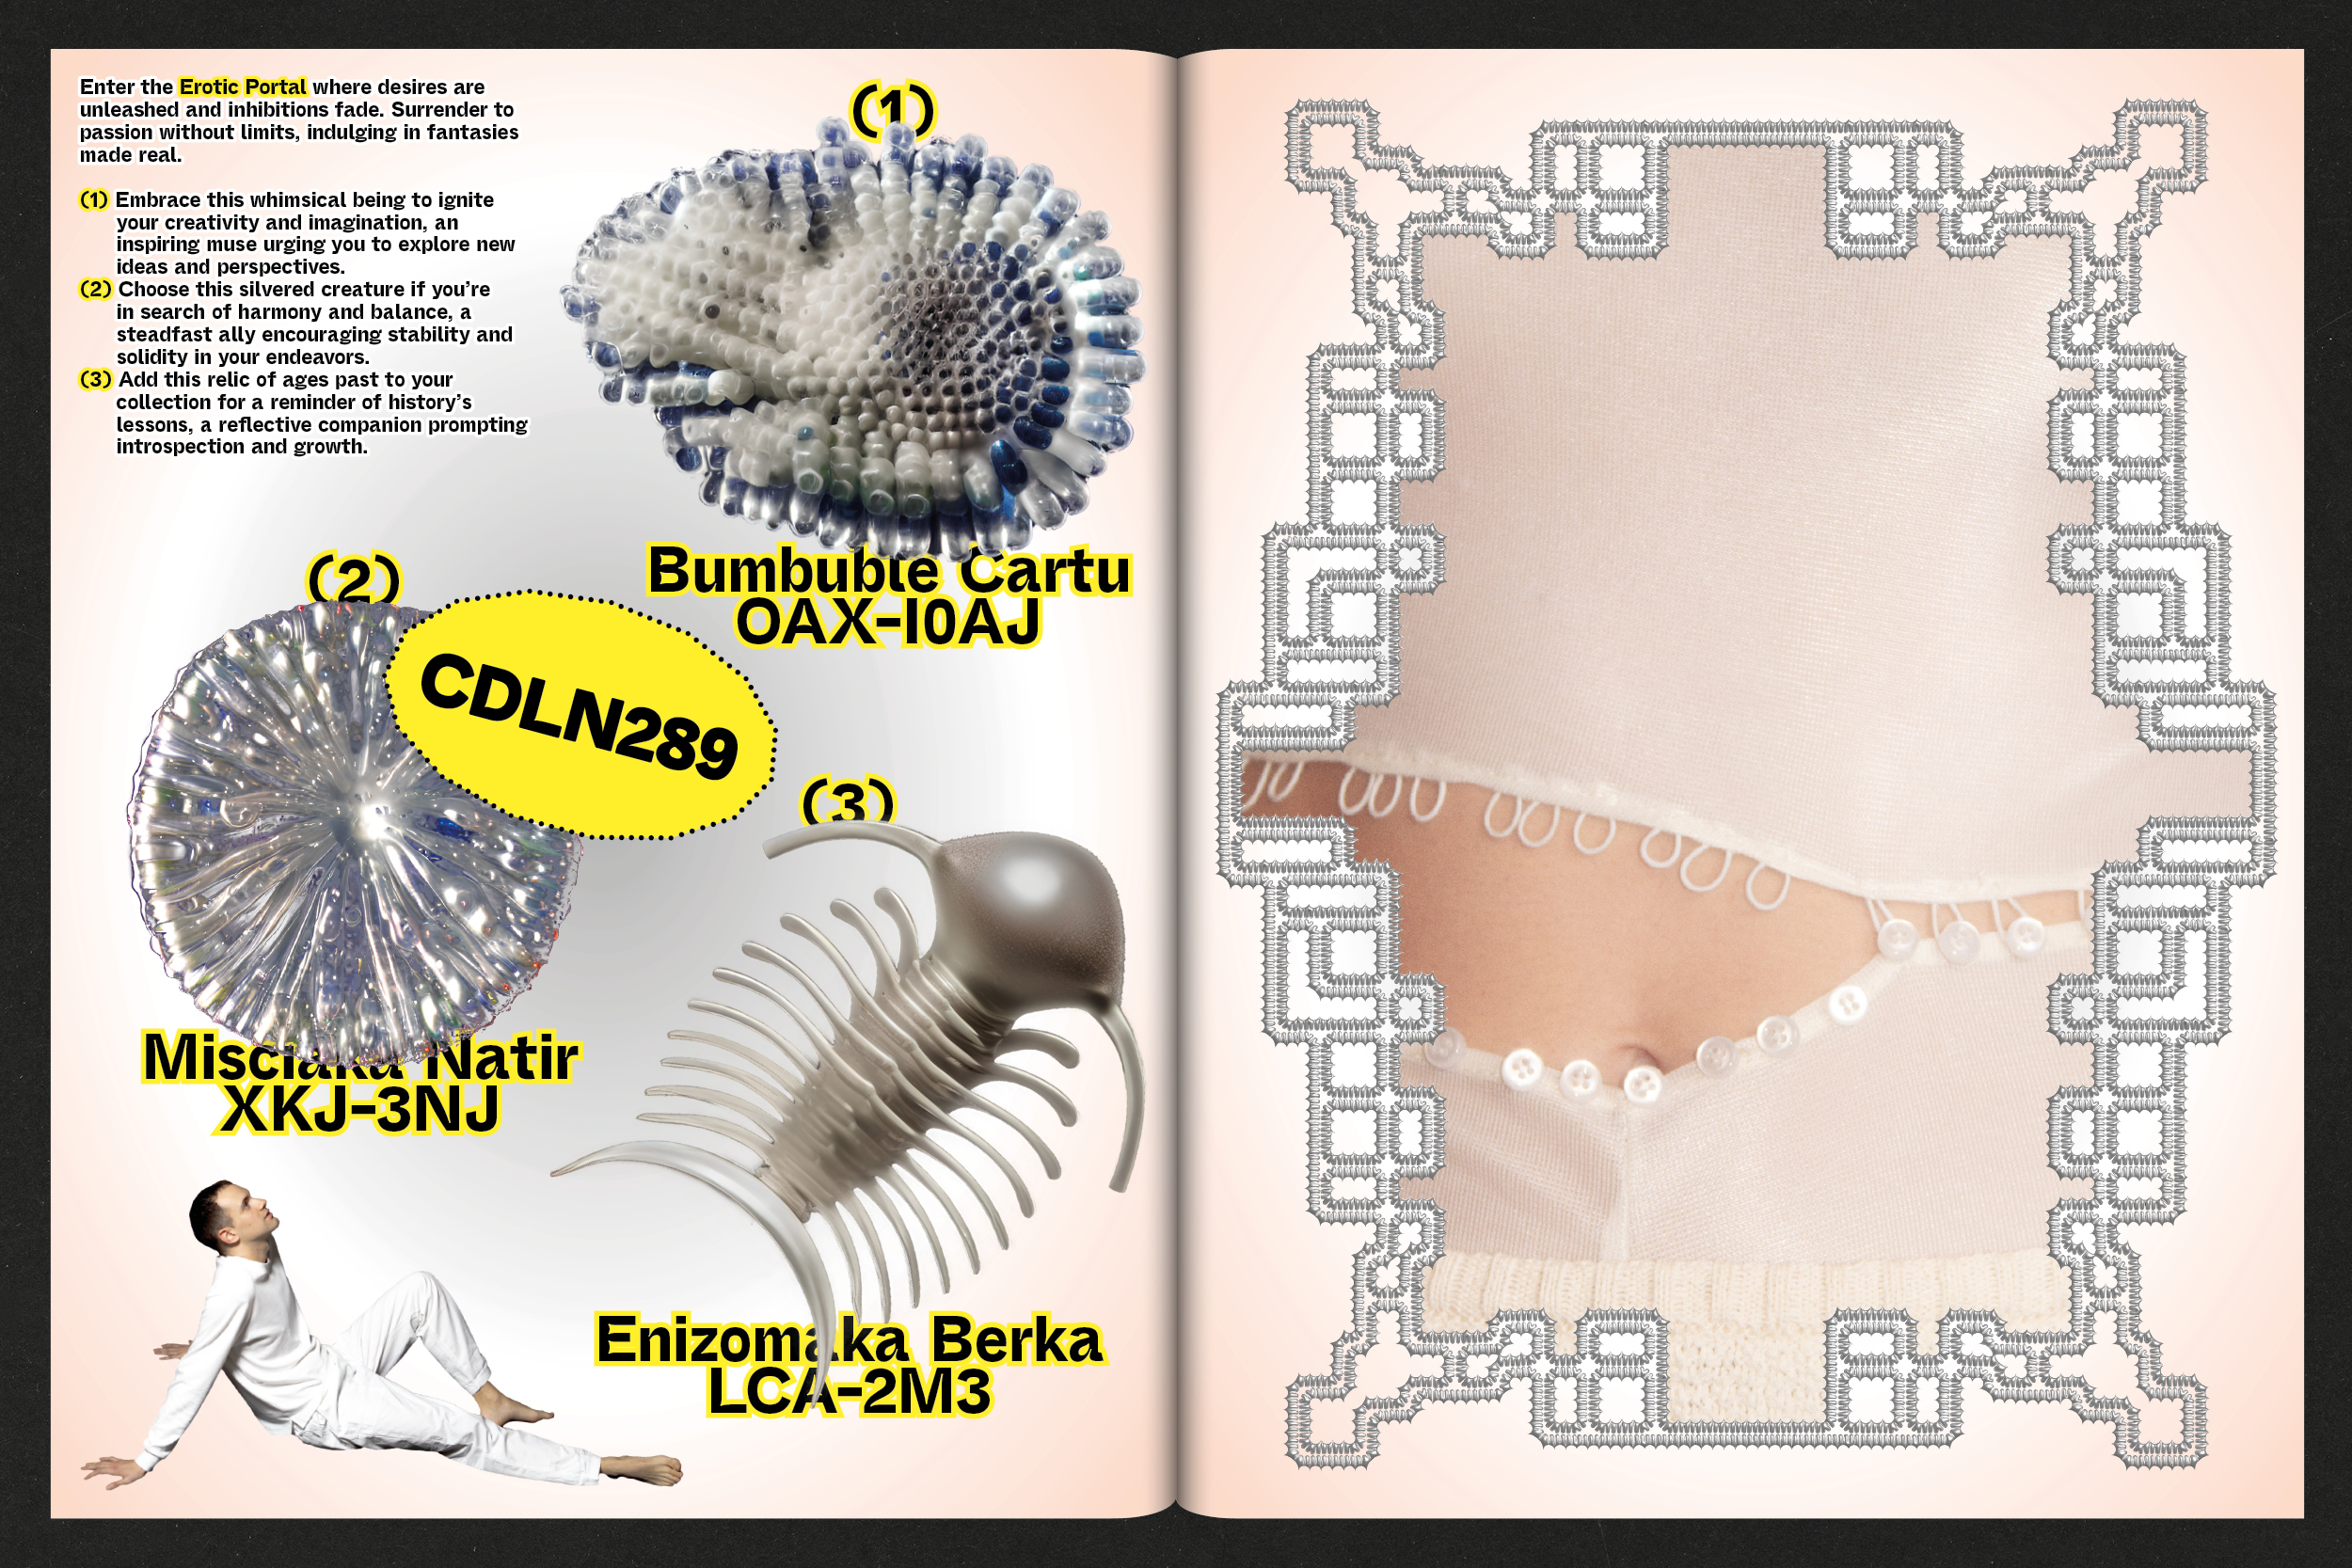 Enter the Erotic Portal where desires are
unleashed and inhibitions fade. Surrender to
passion without limits, indulging in fantasies
made real.
(1) Embrace this whimsical being to ignite
your creativity and imagination, an
inspiring muse urging you to explore new
ideas and perspectives.
(2) Choose this silvered creature if you're
in search of harmony and balance, a
steadfast ally encouraging stability and
solidity in your endeavors.
(3) Add this relic of ages past to your
collection for a reminder of history's
lessons, a reflective companion prompting
introspection and growth.
(1)
Bumbuble Cartu
OAX-I0AJ
(2)
CDLN289
Natir
XKJ-3NJ
(3)
Enizomaka Berka
LCA-2M3